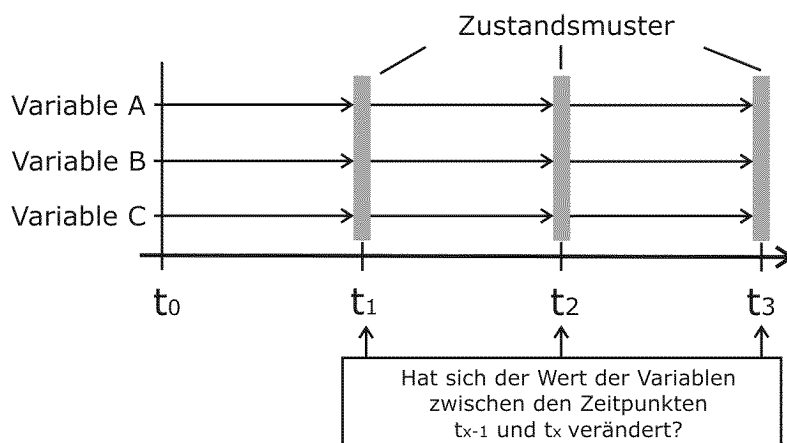 Zustandsmuster
Variable A
Variable B
Variable C
t0 t1 t2 t3
Hat sich der Wert der Variablen
zwischen den Zeitpunkten
tx-1 und tx verändert?